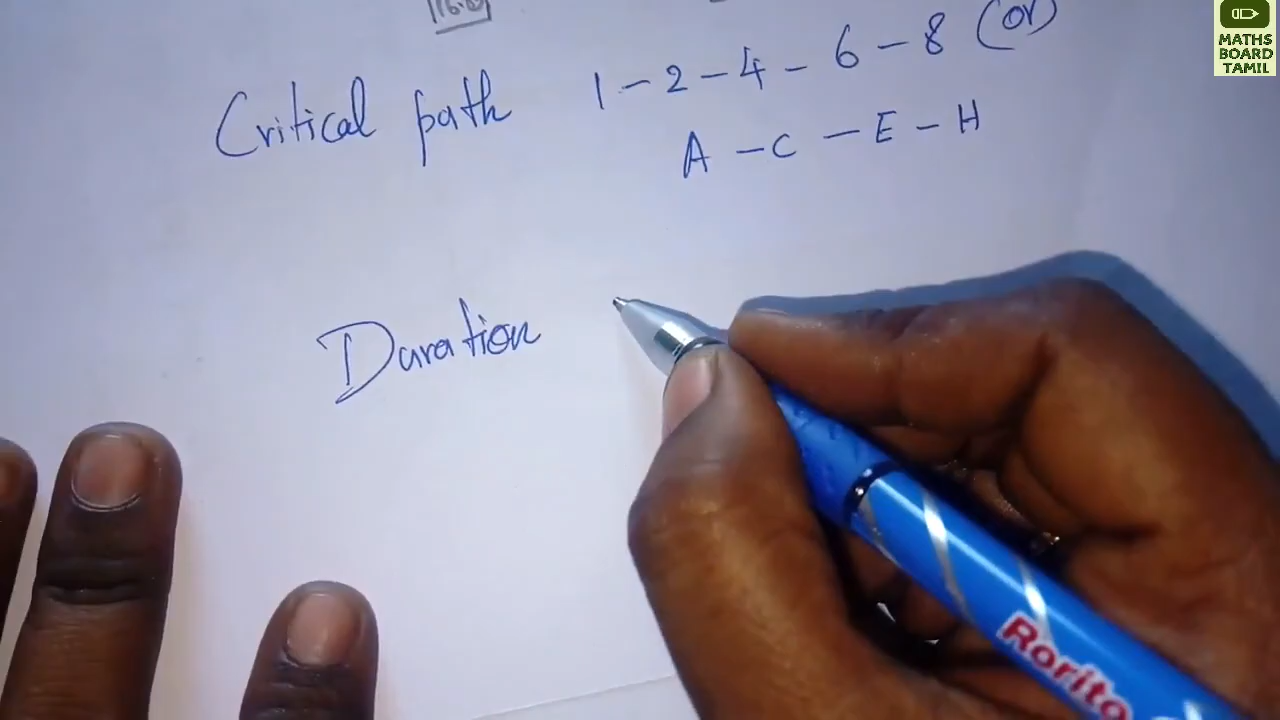 Critical path 1 - 2 - 4 - 6 - 8 (or)
A - C - E - H
Duration
Rorito
MATHS
BOARD
TAMIL